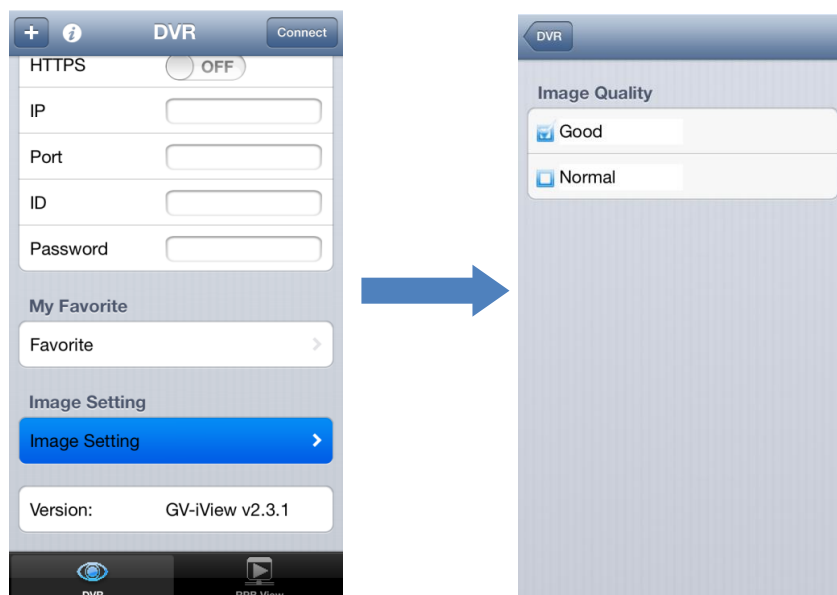 DVR
Connect
HTTPS OFF
IP
Port
ID
Password
My Favorite
Favorite
Image Setting
Image Setting
Version: GV-iView v2.3.1
DVR
View
DVR
Image Quality
Good
Normal